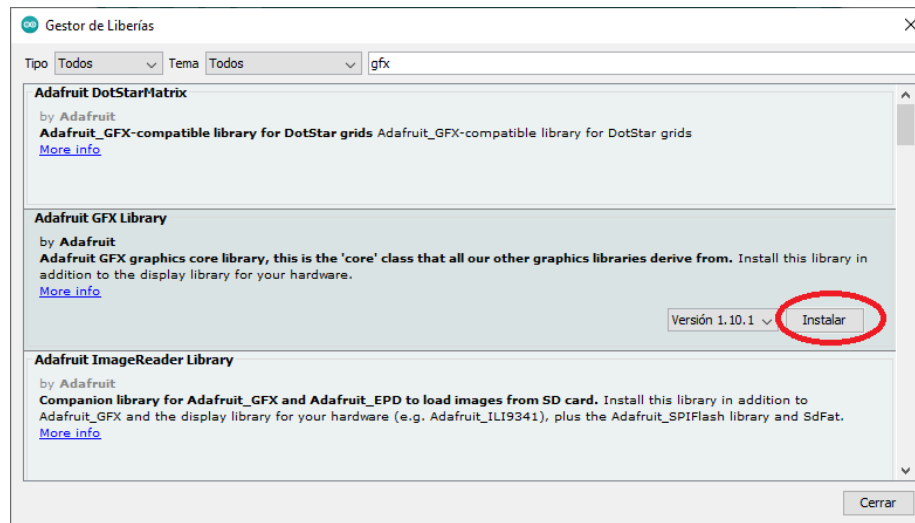 Gestor de Liberías
Tipo Todos Tema Todos gfx
Adafruit DotStarMatrix
by Adafruit
Adafruit_GFX-compatible library for DotStar grids Adafruit_GFX-compatible library for DotStar grids
More info
Adafruit GFX Library
by Adafruit
Adafruit GFX graphics core library, this is the 'core' class that all our other graphics libraries derive from. Install this library in
addition to the display library for your hardware.
More info
Versión 1.10.1 Instalar
Adafruit ImageReader Library
by Adafruit
Companion library for Adafruit_GFX and Adafruit_EPD to load images from SD card. Install this library in addition to
Adafruit_GFX and the display library for your hardware (e.g. Adafruit_ILI9341), plus the Adafruit_SPIFlash library and SdFat.
More info
Cerrar